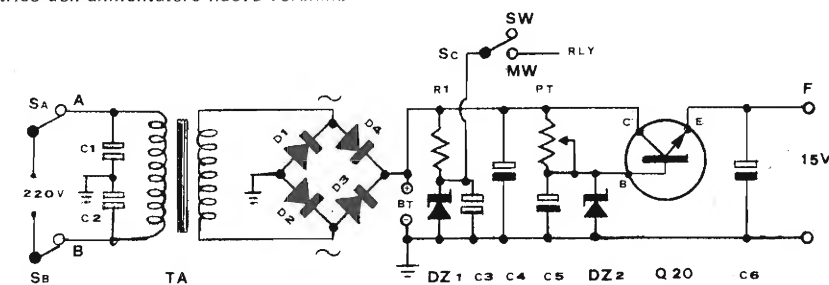 SW
SC
RLY
MW
SA
A
C1
220V
C2
B
SB
TA
~
D1
D4
D2
D3
~
R1
PT
BT
+
-
C
E
B
F
15V
DZ1
C3
C4
C5
DZ2
Q20
C6